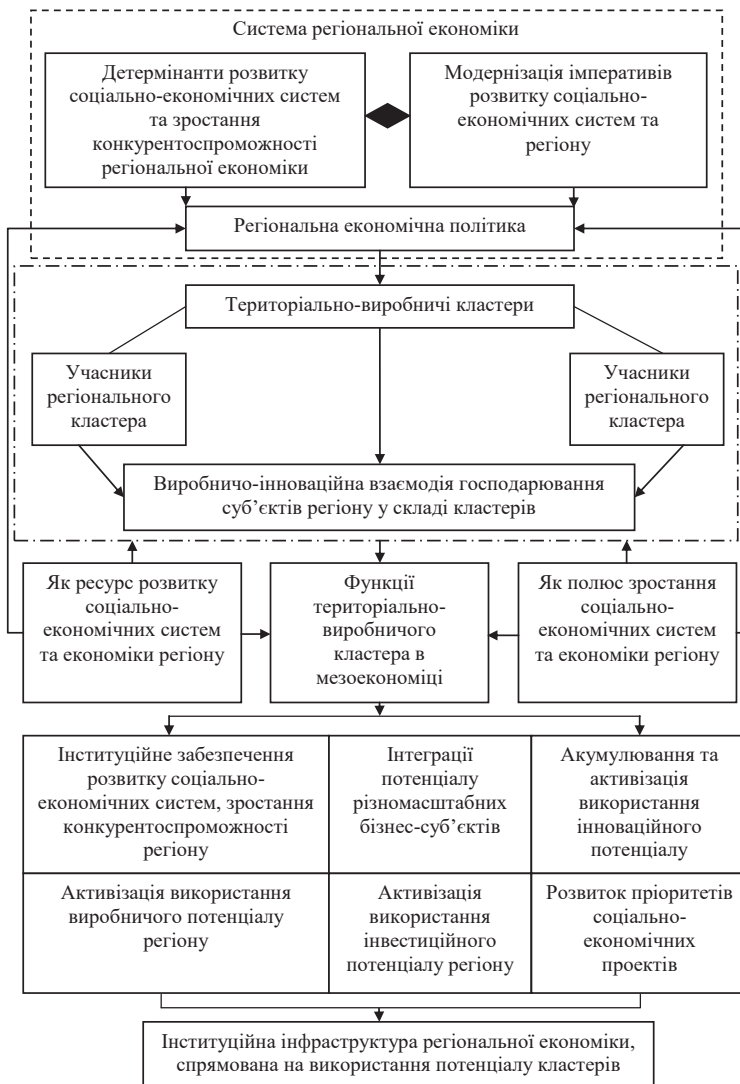 Система регіональної економіки
Детермінанти розвитку
соціально-економічних систем
та зростання
конкурентоспроможності
регіональної економіки
Модернізація імперативів
розвитку соціально-
економічних систем та
регіону
Регіональна економічна політика
Територіально-виробничі кластери
Учасники
регіонального
кластера
Учасники
регіонального
кластера
Виробничо-інноваційна взаємодія господарювання
суб’єктів регіону у складі кластерів
Як ресурс розвитку
соціально-
економічних систем
та економіки регіону
Функції
територіально-
виробничого
кластера в
мезоекономіці
Як полюс зростання
соціально-
економічних систем
та економіки регіону
Інституційне забезпечення
розвитку соціально-
економічних систем, зростання
конкурентоспроможності
регіону
Інтеграції
потенціалу
різномасштабних
бізнес-суб’єктів
Акумулювання та
активізація
використання
інноваційного
потенціалу
Активізація використання
виробничого потенціалу
регіону
Активізація
використання
інвестиційного
потенціалу регіону
Розвиток пріоритетів
соціально-
економічних
проектів
Інституційна інфраструктура регіональної економіки,
спрямована на використання потенціалу кластерів